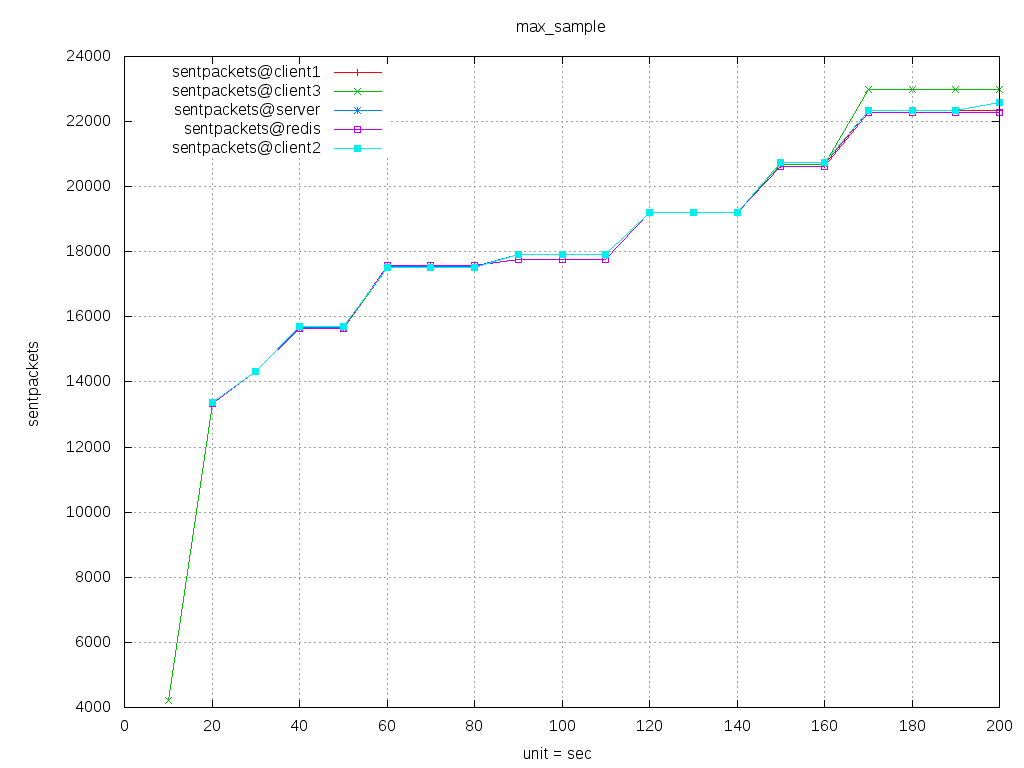 max_sample
24000
22000
20000
18000
16000
14000
12000
10000
8000
6000
4000
sentpackets
sentpackets@client1
sentpackets@client3
sentpackets@server
sentpackets@redis
sentpackets@client2
0 20 40 60 80 100 120 140 160 180 200
unit = sec